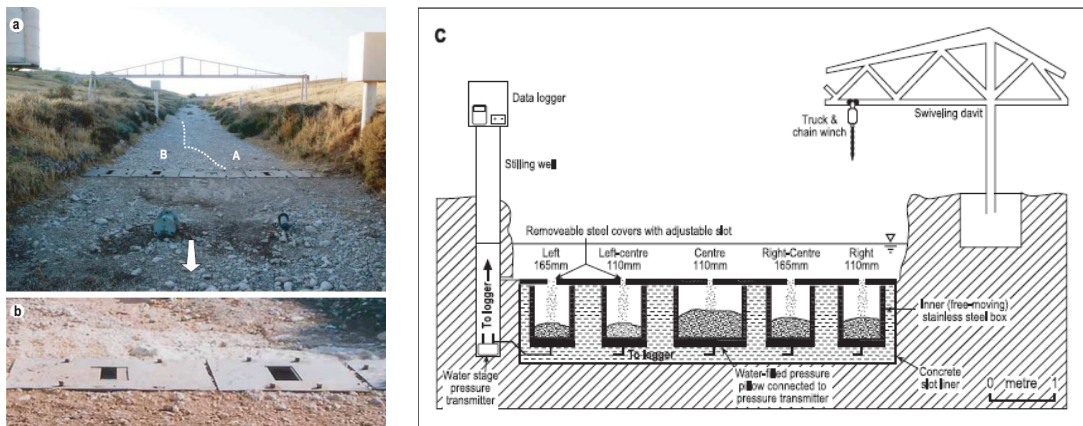 a
B A
b
c
Data logger
Stilling well
Truck &
chain winch
Swiveling davit
Removeable steel covers with adjustable slot
Left
165mm
Left-centre
110mm
Centre
110mm
Right-Centre
165mm
Right
110mm
To logger
To logger
Water stage
pressure
transmitter
Water-filled pressure
pillow connected to
pressure transmitter
Inner (free-moving)
stainless steel box
Concrete
slot liner
0 metre 1